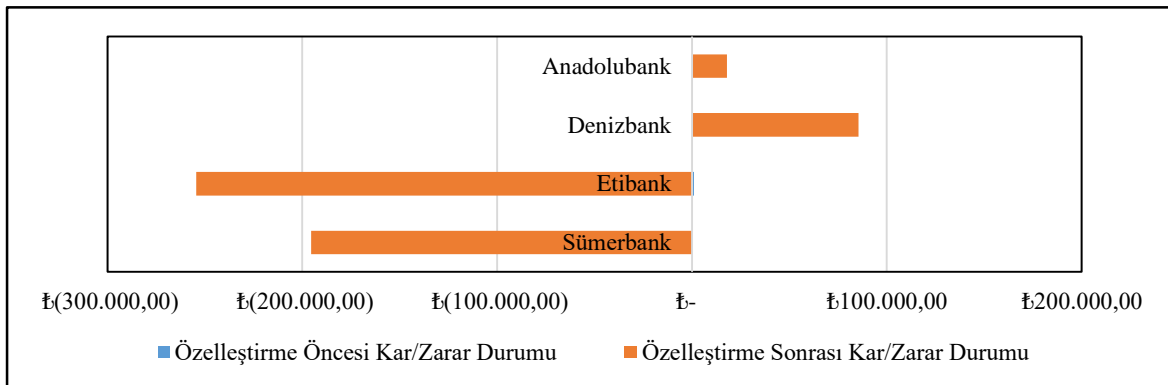 Anadolubank
Denizbank
Etibank
Sümerbank
₺(300.000,00) ₺(200.000,00) ₺(100.000,00) ₺- ₺100.000,00 ₺200.000,00
Özelleştirme Öncesi Kar/Zarar Durumu Özelleştirme Sonrası Kar/Zarar Durumu